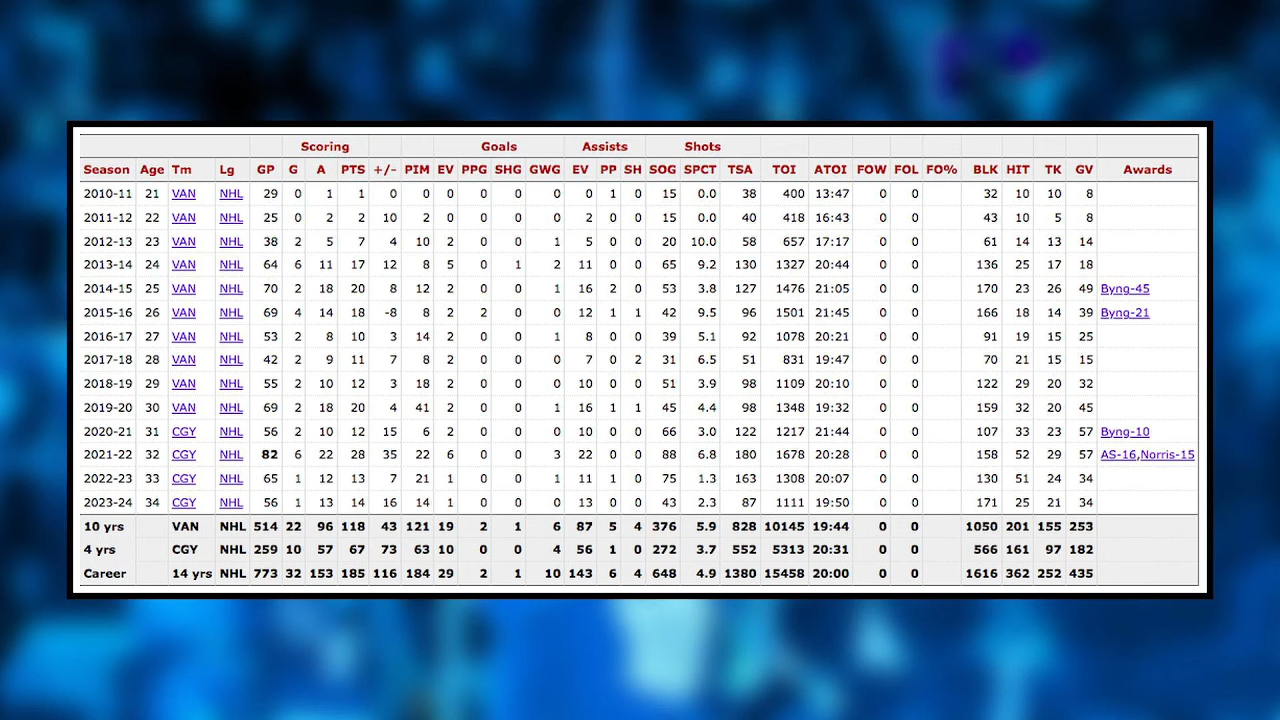 Scoring Goals Assists Shots
Season Age Tm Lg GP G A PTS +/- PIM EV PPG SHG GWG EV PP SH SOG SPCT TSA TOI ATOI FOW FOL FO% BLK HIT TK GV Awards
2010-11 21 VAN NHL 29 0 1 1 0 0 0 0 0 0 0 1 0 15 0.0 38 400 13:47 0 0 32 10 10 8
2011-12 22 VAN NHL 25 0 2 2 10 2 0 0 0 0 2 0 0 15 0.0 40 418 16:43 0 0 43 10 5 8
2012-13 23 VAN NHL 38 2 5 7 4 10 2 0 0 1 5 0 0 20 10.0 58 657 17:17 0 0 61 14 13 14
2013-14 24 VAN NHL 64 6 11 17 12 8 5 0 1 2 11 0 0 65 9.2 130 1327 20:44 0 0 136 25 17 18
2014-15 25 VAN NHL 70 2 18 20 8 12 2 0 0 1 16 2 0 53 3.8 127 1476 21:05 0 0 170 23 26 49 Byng-45
2015-16 26 VAN NHL 69 4 14 18 -8 8 2 2 0 0 12 1 1 42 9.5 96 1501 21:45 0 0 166 18 14 39 Byng-21
2016-17 27 VAN NHL 53 2 8 10 3 14 2 0 0 1 8 0 0 39 5.1 92 1078 20:21 0 0 91 19 15 25
2017-18 28 VAN NHL 42 2 9 11 7 8 2 0 0 0 7 0 2 31 6.5 51 831 19:47 0 0 70 21 15 15
2018-19 29 VAN NHL 55 2 10 12 3 18 2 0 0 0 10 0 0 51 3.9 98 1109 20:10 0 0 122 29 20 32
2019-20 30 VAN NHL 69 2 18 20 4 41 2 0 0 1 16 1 1 45 4.4 98 1348 19:32 0 0 159 32 20 45
2020-21 31 CGY NHL 56 2 10 12 15 6 2 0 0 0 10 0 0 66 3.0 122 1217 21:44 0 0 107 33 23 57 Byng-10
2021-22 32 CGY NHL 82 6 22 28 35 22 6 0 0 3 22 0 0 88 6.8 180 1678 20:28 0 0 158 52 29 57 AS-16,Norris-15
2022-23 33 CGY NHL 65 1 12 13 7 21 1 0 0 1 11 1 0 75 1.3 163 1308 20:07 0 0 130 51 24 34
2023-24 34 CGY NHL 56 1 13 14 16 14 1 0 0 0 13 0 0 43 2.3 87 1111 19:50 0 0 171 25 21 34
10 yrs VAN NHL 514 22 96 118 43 121 19 2 1 6 87 5 4 376 5.9 828 10145 19:44 0 0 1050 201 155 253
4 yrs CGY NHL 259 10 57 67 73 63 10 0 0 4 56 1 0 272 3.7 552 5313 20:31 0 0 566 161 97 182
Career 14 yrs NHL 773 32 153 185 116 184 29 2 1 10 143 6 4 648 4.9 1380 15458 20:00 0 0 1616 362 252 435